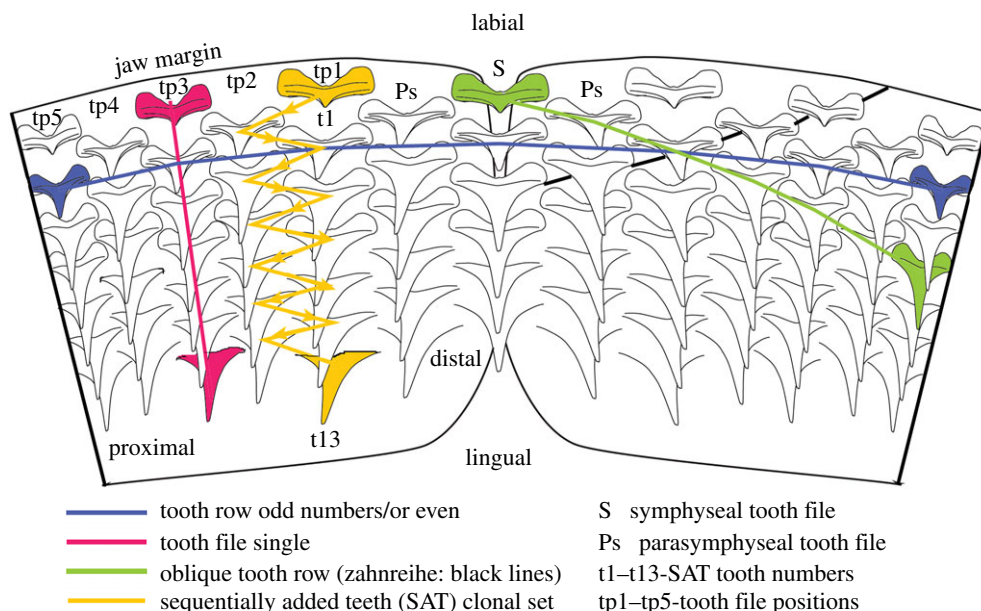 labial
jaw margin
tp5 tp4 tp3 tp2 tp1 Ps S Ps
t1
distal
t13
proximal
lingual
tooth row odd numbers/or even
tooth file single
oblique tooth row (zahnreihe: black lines)
sequentially added teeth (SAT) clonal set
S symphyseal tooth file
Ps parasymphyseal tooth file
t1–t13-SAT tooth numbers
tp1–tp5-tooth file positions